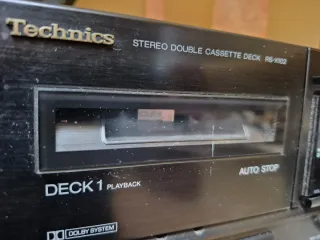 Technics
STEREO DOUBLE CASSETTE DECK RS-X102
DECK 1 PLAYBACK
AUTO STOP
DOLBY SYSTEM